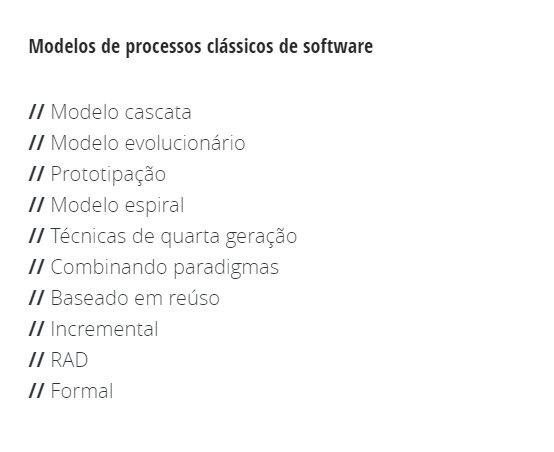 Modelos de processos clássicos de software
// Modelo cascata
// Modelo evolucionário
// Prototipação
// Modelo espiral
// Técnicas de quarta geração
// Combinando paradigmas
// Baseado em reúso
// Incremental
// RAD
// Formal